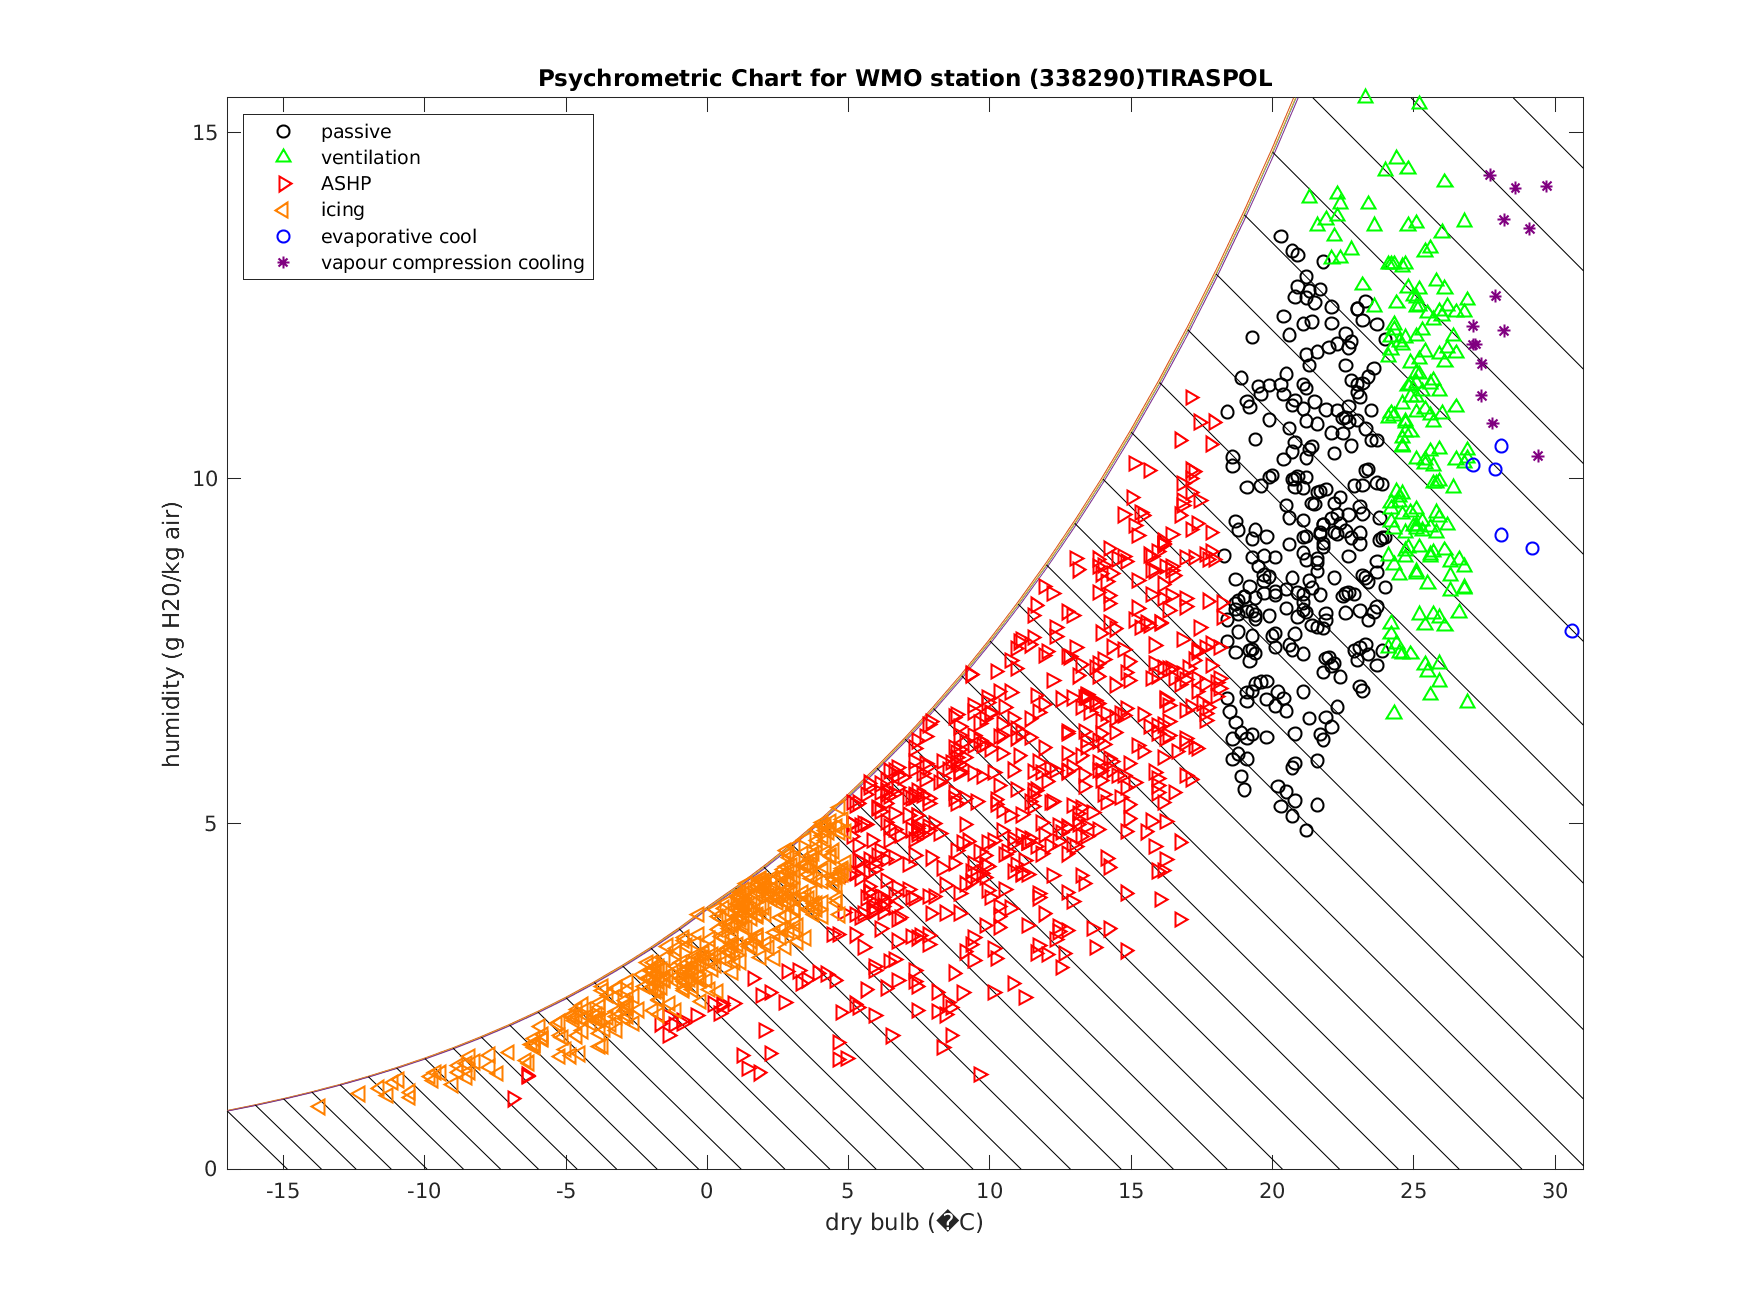 Psychrometric Chart for WMO station (338290)TIRASPOL
passive
ventilation
ASHP
icing
evaporative cool
vapour compression cooling
15
10
5
0
humidity (g H20/kg air)
-15 -10 -5 0 5 10 15 20 25 30
dry bulb (�C)